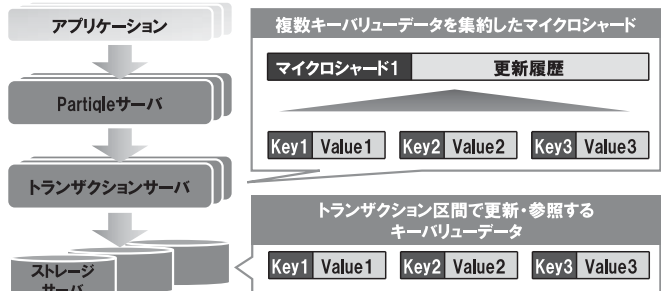 アプリケーション
Partiqleサーバ
トランザクションサーバ
ストレージ
サーバ
複数キーバリューデータを集約したマイクロシャード
マイクロシャード1 更新履歴
Key1 Value1 Key2 Value2 Key3 Value3
トランザクション区間で更新・参照する
キーバリューデータ
Key1 Value1 Key2 Value2 Key3 Value3